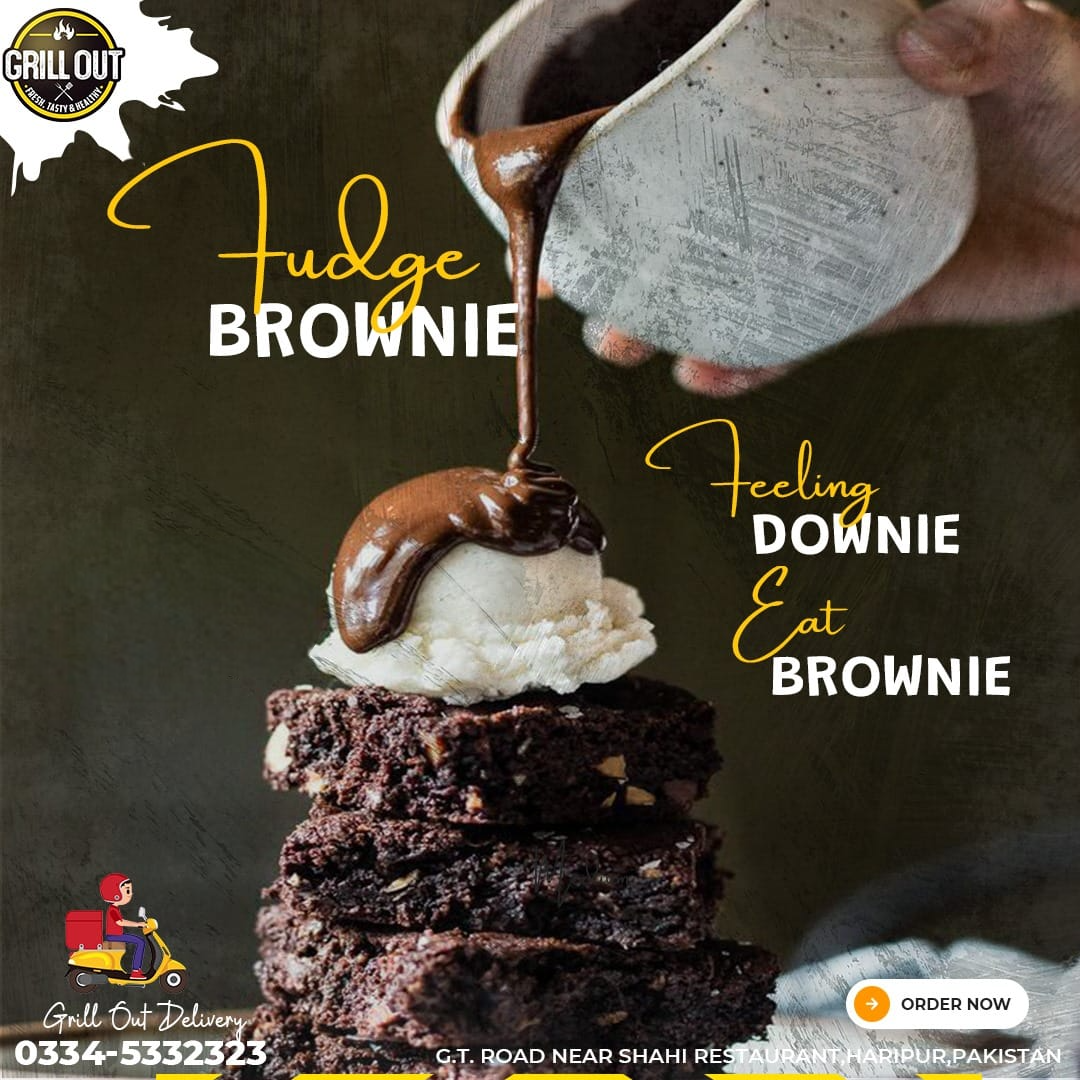 GRILL OUT
FRESH, TASTY & HEALTHY
Fudge
BROWNIE
Feeling
DOWNIE
Eat
BROWNIE
Grill Out Delivery
0334-5332323
ORDER NOW
G.T. ROAD NEAR SHAHI RESTAURANT,HARIPUR,PAKISTAN